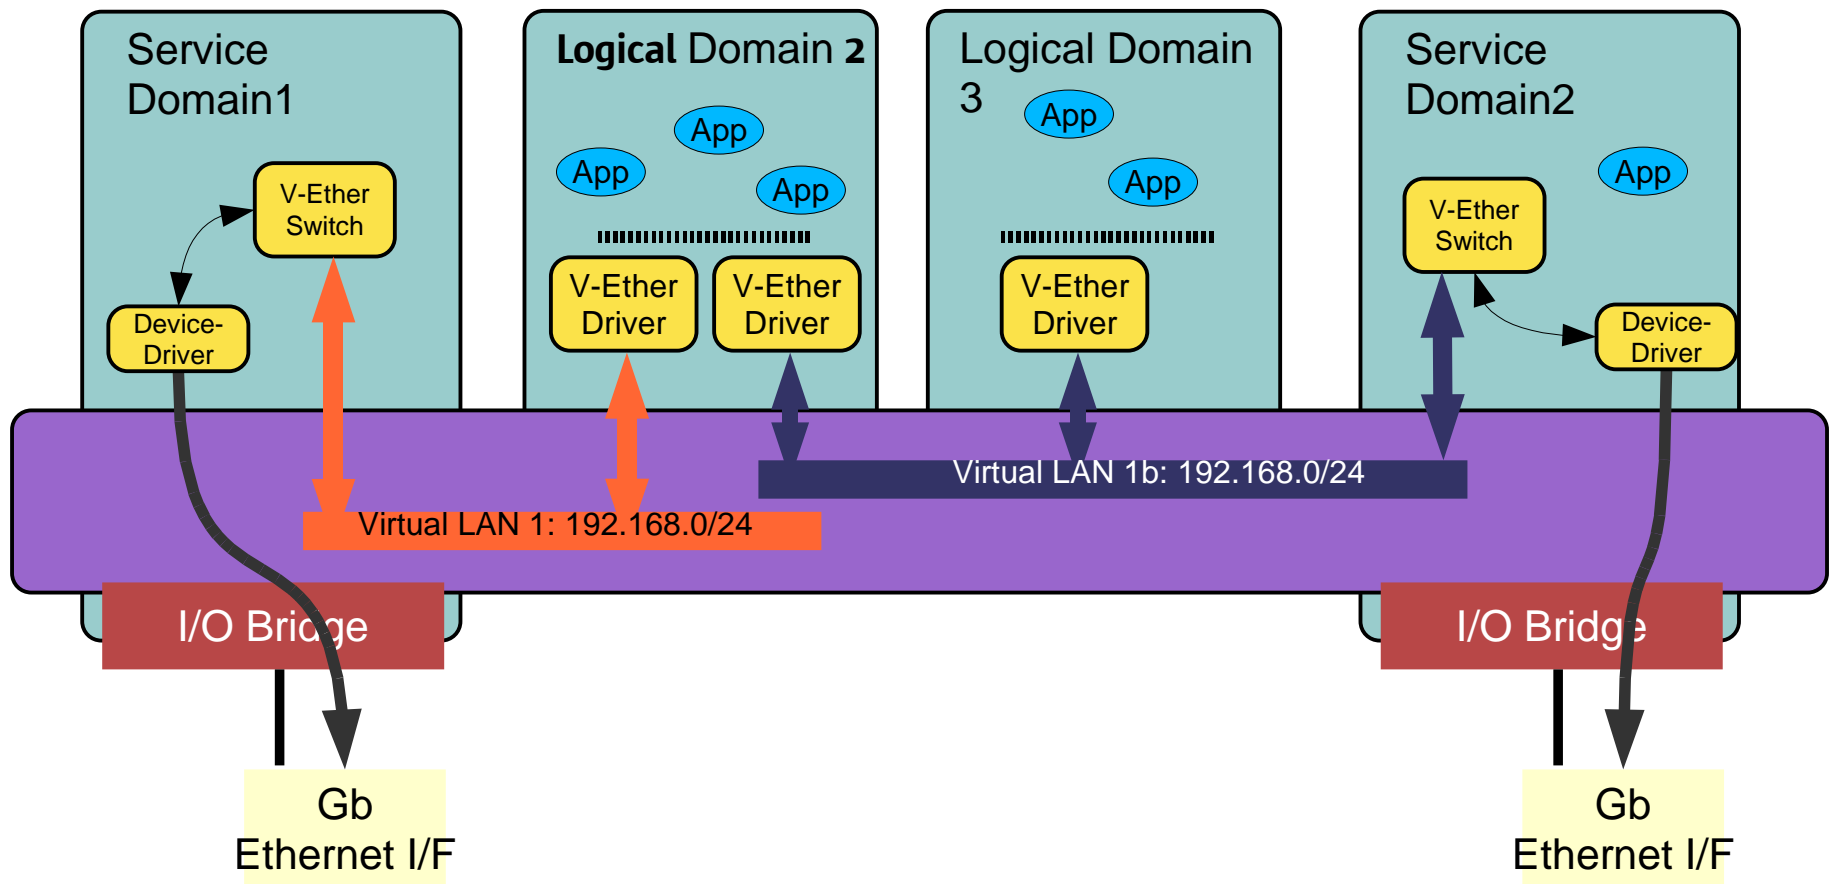 Service
Domain1
V-Ether
Switch
Device-
Driver
Logical Domain 2
App
App
App
V-Ether
Driver
V-Ether
Driver
Logical Domain
3
App
App
V-Ether
Driver
Service
Domain2
App
V-Ether
Switch
Device-
Driver
Virtual LAN 1b: 192.168.0/24
Virtual LAN 1: 192.168.0/24
I/O Bridge
I/O Bridge
Gb
Ethernet I/F
Gb
Ethernet I/F